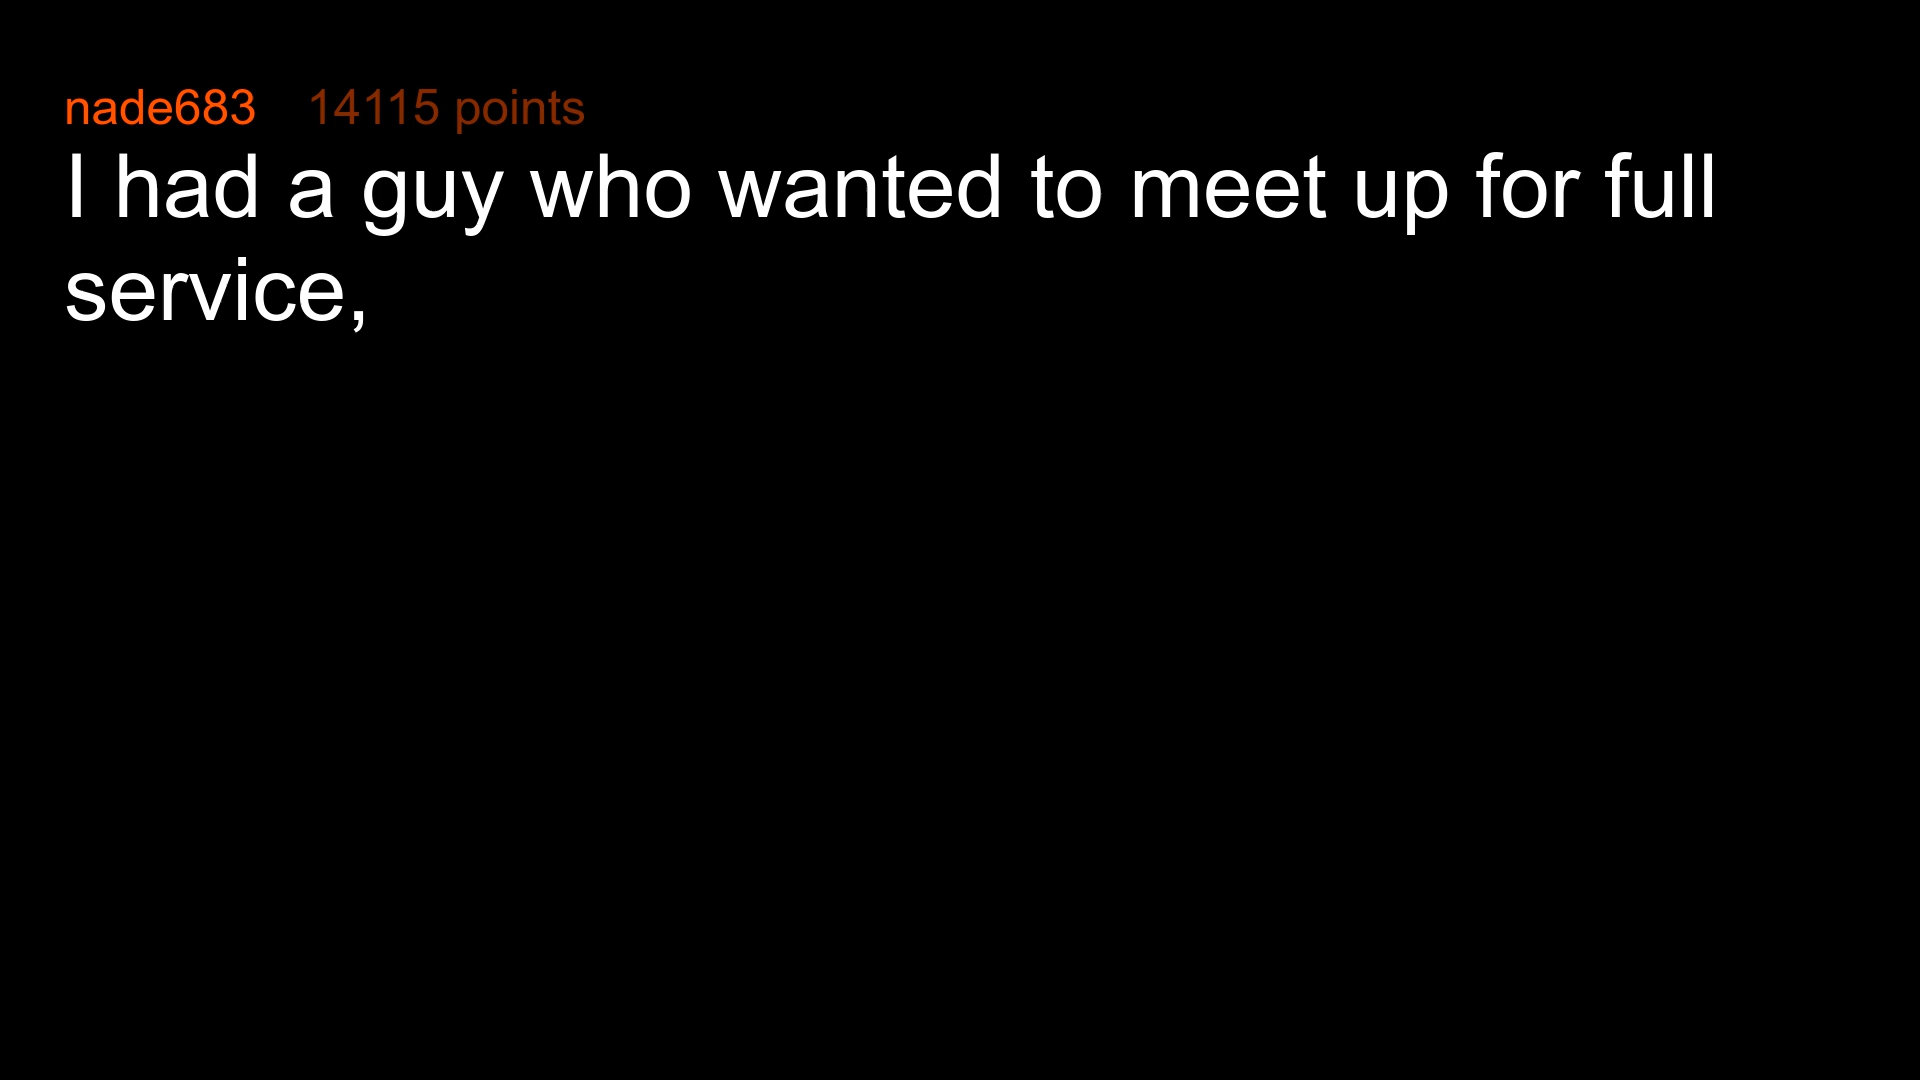 nade683 14115 points
I had a guy who wanted to meet up for full
service,